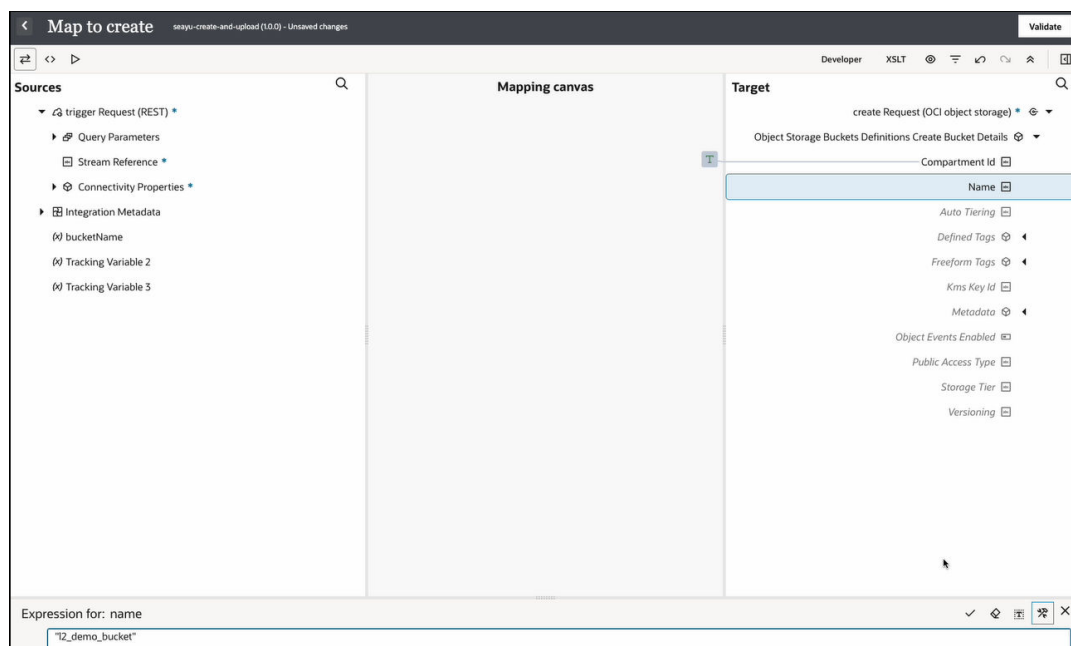 Map to create seayu-create-and-upload (1.0.0) - Unsaved changes Validate
Developer XSLT
Sources Mapping canvas Target
trigger Request (REST) * create Request (OCI object storage) *
Query Parameters Object Storage Buckets Definitions Create Bucket Details
Stream Reference * T Compartment Id
Connectivity Properties * Name
Integration Metadata Auto Tiering
(x) bucketName Defined Tags
(x) Tracking Variable 2 Freeform Tags
(x) Tracking Variable 3 Kms Key Id
Metadata
Object Events Enabled
Public Access Type
Storage Tier
Versioning
Expression for: name
"l2_demo_bucket"